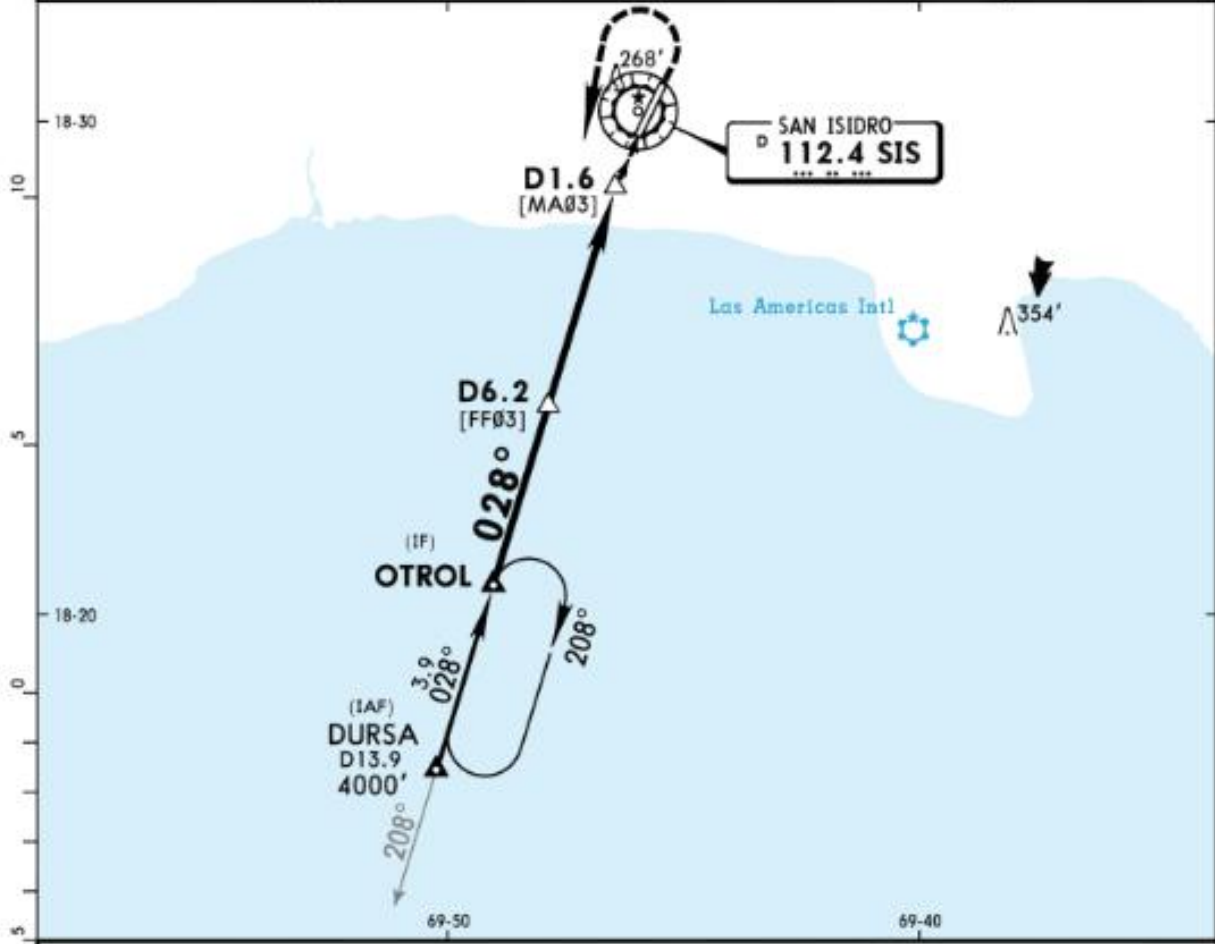 268'
18-30
SAN ISIDRO
D 112.4 SIS
10
D1.6
[MAØ3]
Las Americas Intl
354'
D6.2
[FFØ3]
5
028°
(IF)
OTROL
18-20
208°
3.9
028°
0
(IAF)
DURSA
D13.9
4000'
208°
5
69-50
69-40